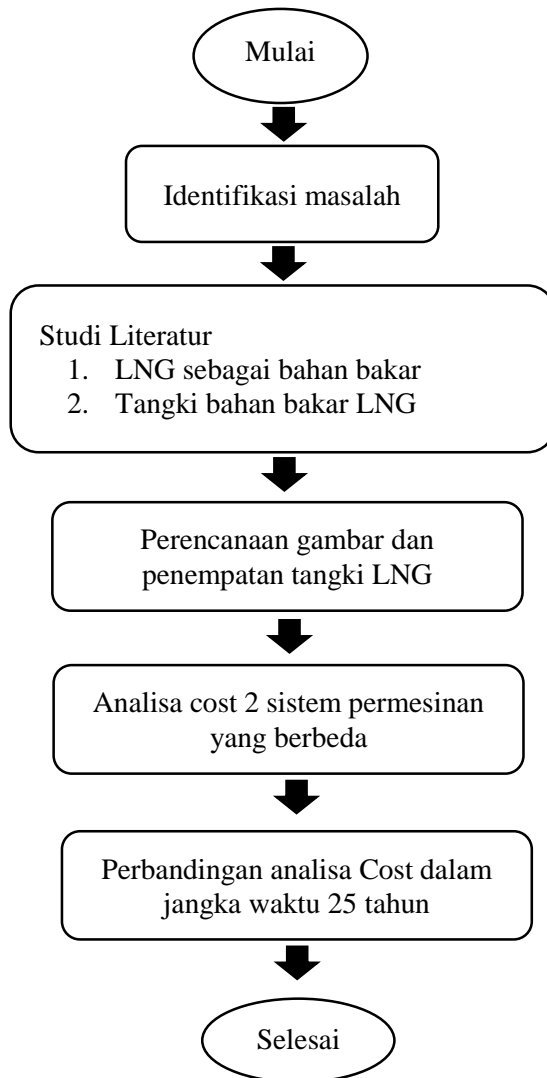 Mulai
Identifikasi masalah
Studi Literatur
1. LNG sebagai bahan bakar
2. Tangki bahan bakar LNG
Perencanaan gambar dan
penempatan tangki LNG
Analisa cost 2 sistem permesinan
yang berbeda
Perbandingan analisa Cost dalam
jangka waktu 25 tahun
Selesai